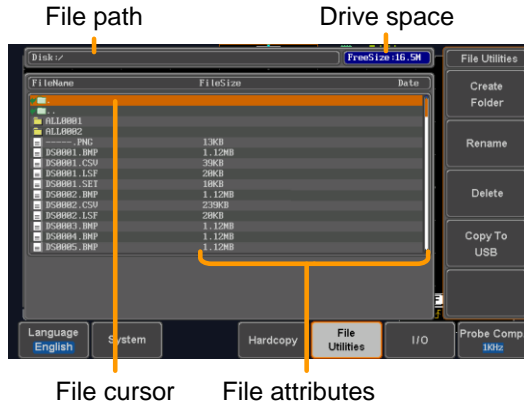 File path Drive space
Disk:/ FreeSize:16.5M File Utilities
FileName FileSize Date
.
..
ALL0001
ALL0002
-----.PNG 13KB
DS0001.BMP 1.12MB
DS0001.CSV 39KB
DS0001.LSF 20KB
DS0001.SET 10KB
DS0002.BMP 1.12MB
DS0002.CSV 239KB
DS0002.LSF 20KB
DS0003.BMP 1.12MB
DS0004.BMP 1.12MB
DS0005.BMP 1.12MB
Create
Folder
Rename
Delete
Copy To
USB
Language
English
System
Hardcopy
File
Utilities
I/O
Probe Comp
1KHz
File cursor File attributes